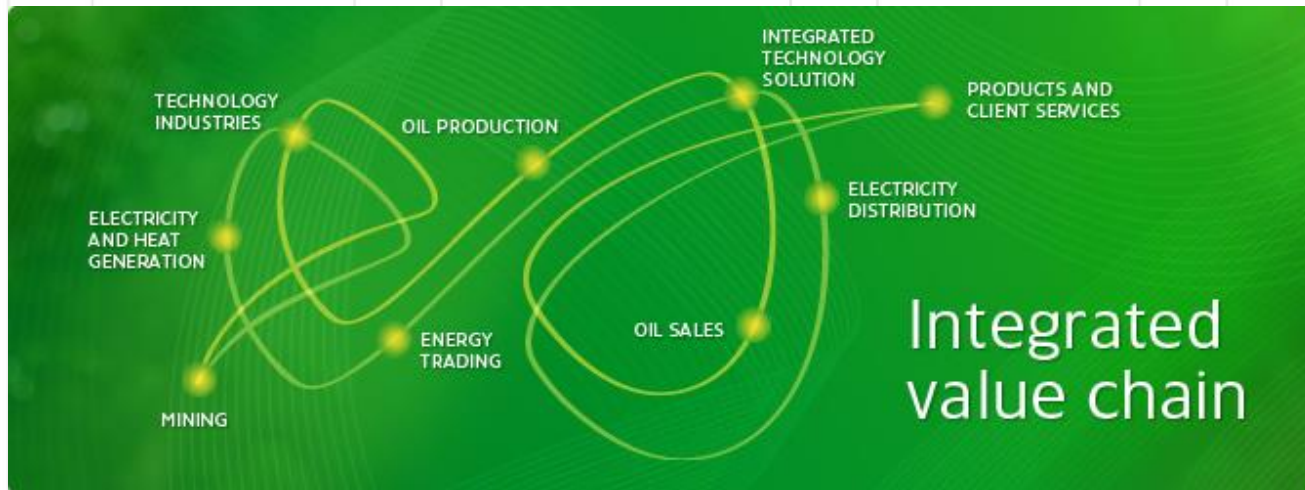 INTEGRATED
TECHNOLOGY
SOLUTION
TECHNOLOGY
INDUSTRIES
OIL PRODUCTION
PRODUCTS AND
CLIENT SERVICES
ELECTRICITY
AND HEAT
GENERATION
ELECTRICITY
DISTRIBUTION
ENERGY
TRADING
OIL SALES
MINING
Integrated
value chain